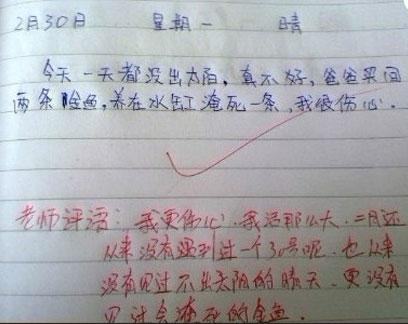 2月30日 星期一 晴
今天一天都没出太阳，真不好，爸爸买回
两条金鱼，养在水缸淹死一条，我很伤心．
老师评语：我更伤心．我活那么大，二月还
从来没有遇到过一个30号呢．也从来
没有见过不出太阳的晴天．更没有
见过会淹死的金鱼．